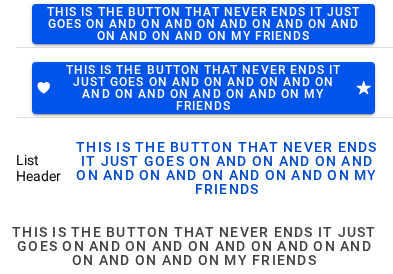 THIS IS THE BUTTON THAT NEVER ENDS IT JUST
GOES ON AND ON AND ON AND ON AND ON AND
ON AND ON AND ON MY FRIENDS
THIS IS THE BUTTON THAT NEVER ENDS IT
JUST GOES ON AND ON AND ON AND ON
AND ON AND ON AND ON AND ON MY
FRIENDS
List
Header
THIS IS THE BUTTON THAT NEVER ENDS
IT JUST GOES ON AND ON AND ON AND
ON AND ON AND ON AND ON AND ON MY
FRIENDS
THIS IS THE BUTTON THAT NEVER ENDS IT JUST
GOES ON AND ON AND ON AND ON AND ON AND
ON AND ON AND ON MY FRIENDS